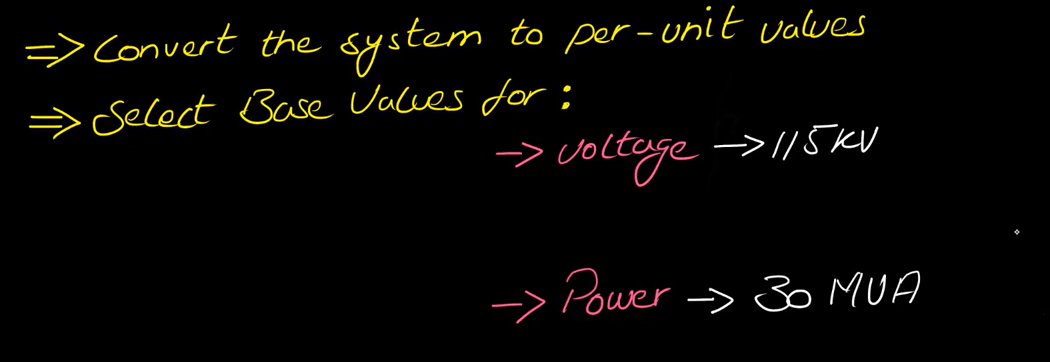 => Convert the system to per-unit values
=> Select Base Values for:
-> voltage -> 115 kV
-> Power -> 30 MVA